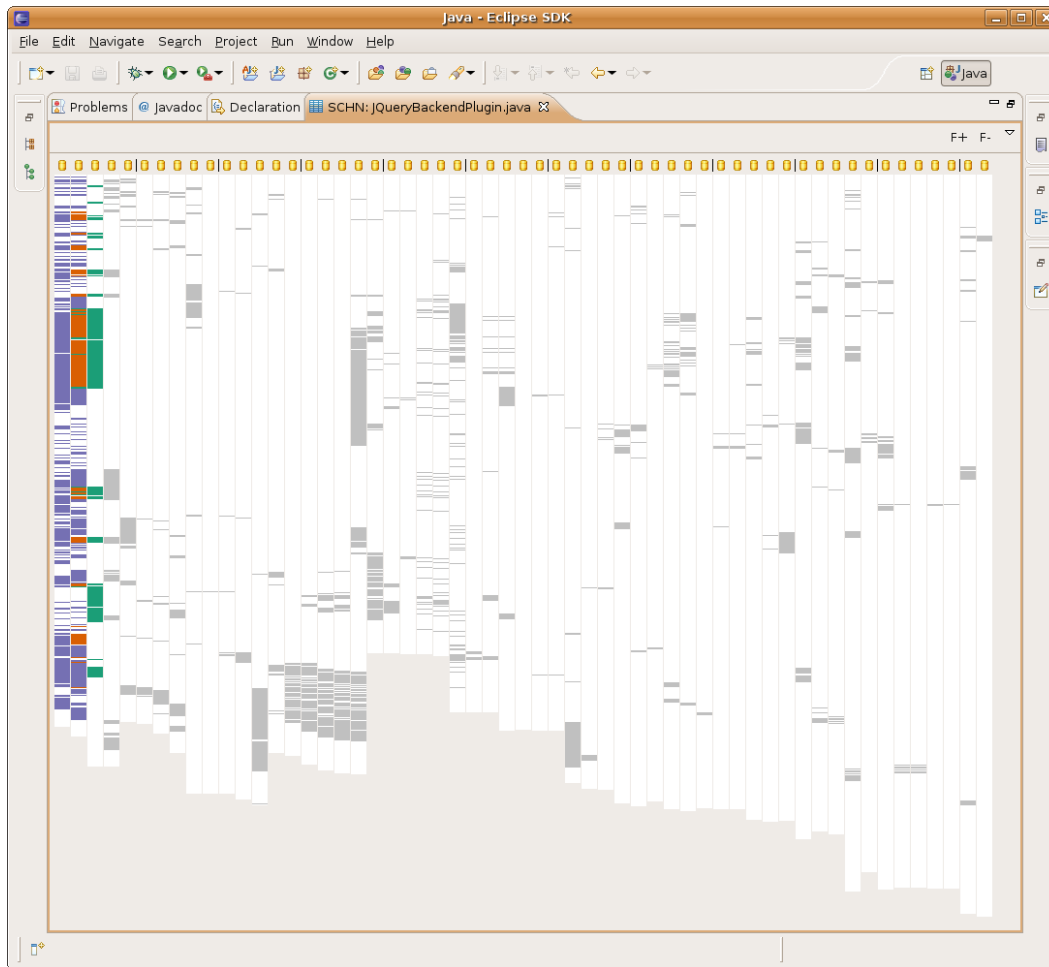 Java - Eclipse SDK
File Edit Navigate Search Project Run Window Help
Java
Problems @ Javadoc Declaration SCHN: JQueryBackendPlugin.java
F+ F-